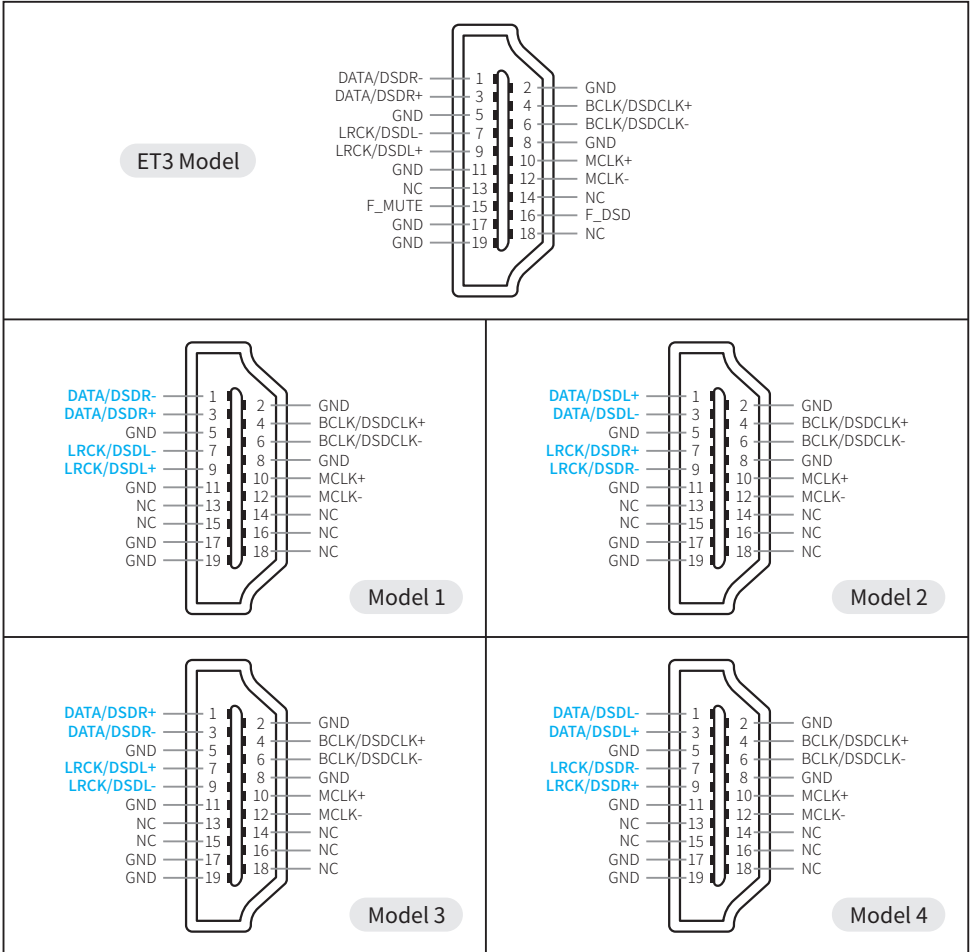 ET3 Model
DATA/DSDR- 1
2 GND
DATA/DSDR+ 3
4 BCLK/DSDCLK+
GND 5
6 BCLK/DSDCLK-
LRCK/DSDL- 7
8 GND
LRCK/DSDL+ 9
10 MCLK+
GND 11
12 MCLK-
NC 13
14 NC
F_MUTE 15
16 F_DSD
GND 17
18 NC
GND 19
DATA/DSDR- 1
2 GND
DATA/DSDR+ 3
4 BCLK/DSDCLK+
GND 5
6 BCLK/DSDCLK-
LRCK/DSDL- 7
8 GND
LRCK/DSDL+ 9
10 MCLK+
GND 11
12 MCLK-
NC 13
14 NC
NC 15
16 NC
GND 17
18 NC
GND 19
Model 1
DATA/DSDL+ 1
2 GND
DATA/DSDL- 3
4 BCLK/DSDCLK+
GND 5
6 BCLK/DSDCLK-
LRCK/DSDR+ 7
8 GND
LRCK/DSDR- 9
10 MCLK+
GND 11
12 MCLK-
NC 13
14 NC
NC 15
16 NC
GND 17
18 NC
GND 19
Model 2
DATA/DSDR+ 1
2 GND
DATA/DSDR- 3
4 BCLK/DSDCLK+
GND 5
6 BCLK/DSDCLK-
LRCK/DSDL+ 7
8 GND
LRCK/DSDL- 9
10 MCLK+
GND 11
12 MCLK-
NC 13
14 NC
NC 15
16 NC
GND 17
18 NC
GND 19
Model 3
DATA/DSDL- 1
2 GND
DATA/DSDL+ 3
4 BCLK/DSDCLK+
GND 5
6 BCLK/DSDCLK-
LRCK/DSDR- 7
8 GND
LRCK/DSDR+ 9
10 MCLK+
GND 11
12 MCLK-
NC 13
14 NC
NC 15
16 NC
GND 17
18 NC
GND 19
Model 4